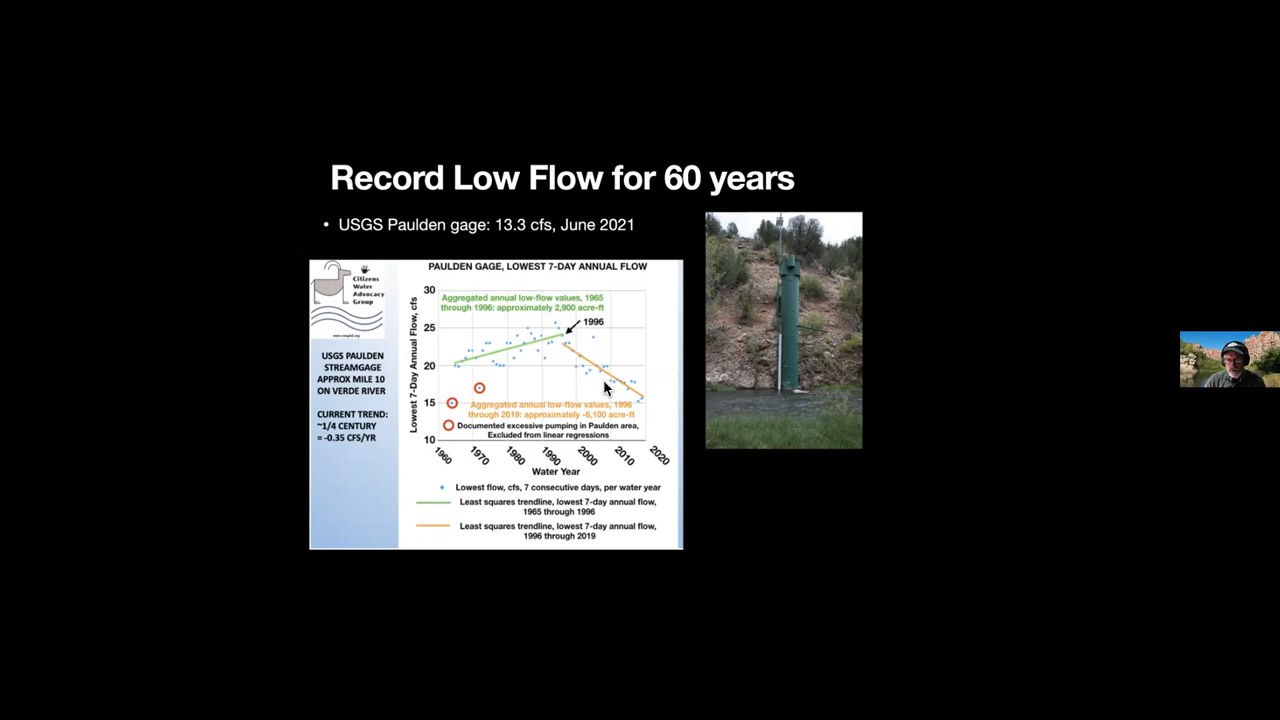 Record Low Flow for 60 years
• USGS Paulden gage: 13.3 cfs, June 2021
Citizens
Water
Advocacy
Group
USGS PAULDEN
STREAMGAGE
APPROX MILE 10
ON VERDE RIVER
CURRENT TREND:
~1/4 CENTURY
= -0.35 CFS/YR
PAULDEN GAGE, LOWEST 7-DAY ANNUAL FLOW
Lowest 7-Day Annual Flow, cfs
30
25
20
15
10
Aggregated annual low-flow values, 1965
through 1996: approximately 2,900 acre-ft
1996
Aggregated annual low-flow values, 1996
through 2019: approximately -6,100 acre-ft
Documented excessive pumping in Paulden area,
Excluded from linear regressions
1960
1970
1980
1990
2000
2010
2020
Water Year
Lowest flow, cfs, 7 consecutive days, per water year
Least squares trendline, lowest 7-day annual flow,
1965 through 1996
Least squares trendline, lowest 7-day annual flow,
1996 through 2019